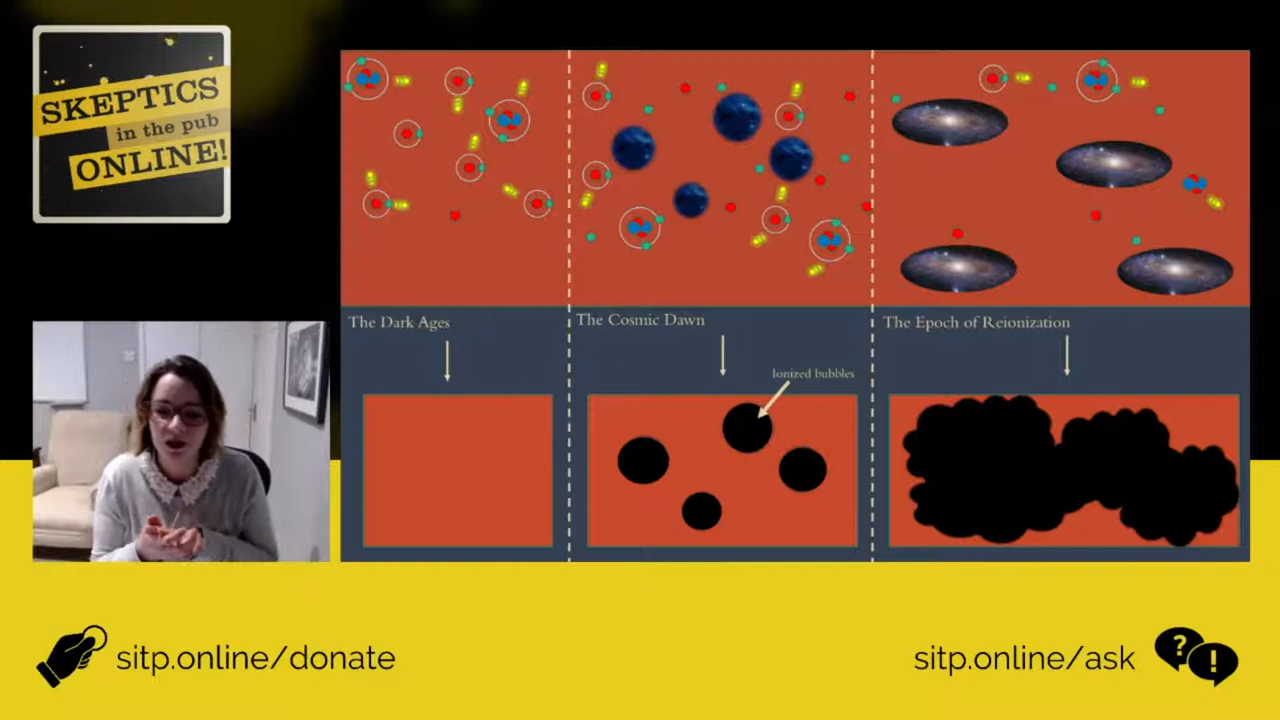 SKEPTICS
in the pub
ONLINE!
The Dark Ages
The Cosmic Dawn
The Epoch of Reionization
Ionized bubbles
sitp.online/donate
sitp.online/ask
? !